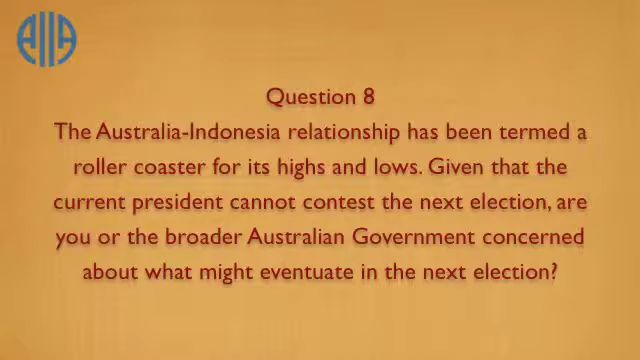 AIIA
Question 8
The Australia-Indonesia relationship has been termed a
roller coaster for its highs and lows. Given that the
current president cannot contest the next election, are
you or the broader Australian Government concerned
about what might eventuate in the next election?